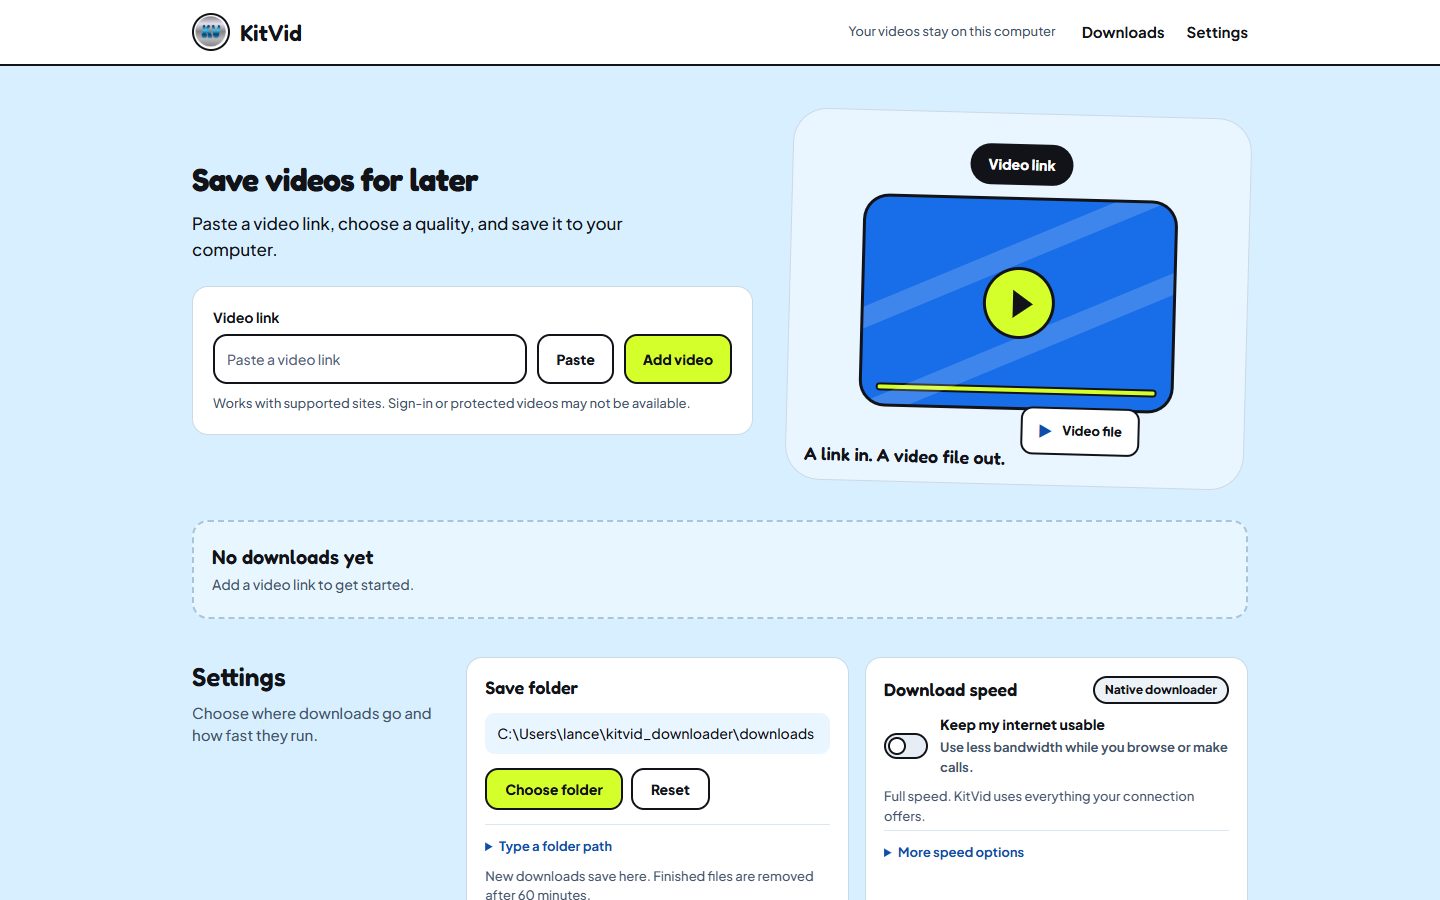 KitVid
Your videos stay on this computer
Downloads
Settings
Save videos for later
Paste a video link, choose a quality, and save it to your
computer.
Video link
Paste a video link
Paste
Add video
Works with supported sites. Sign-in or protected videos may not be available.
Video link
Video file
A link in. A video file out.
No downloads yet
Add a video link to get started.
Settings
Choose where downloads go and
how fast they run.
Save folder
C:\Users\lance\kitvid_downloader\downloads
Choose folder
Reset
Type a folder path
New downloads save here. Finished files are removed
after 60 minutes.
Download speed
Native downloader
Keep my internet usable
Use less bandwidth while you browse or make
calls.
Full speed. KitVid uses everything your connection
offers.
More speed options